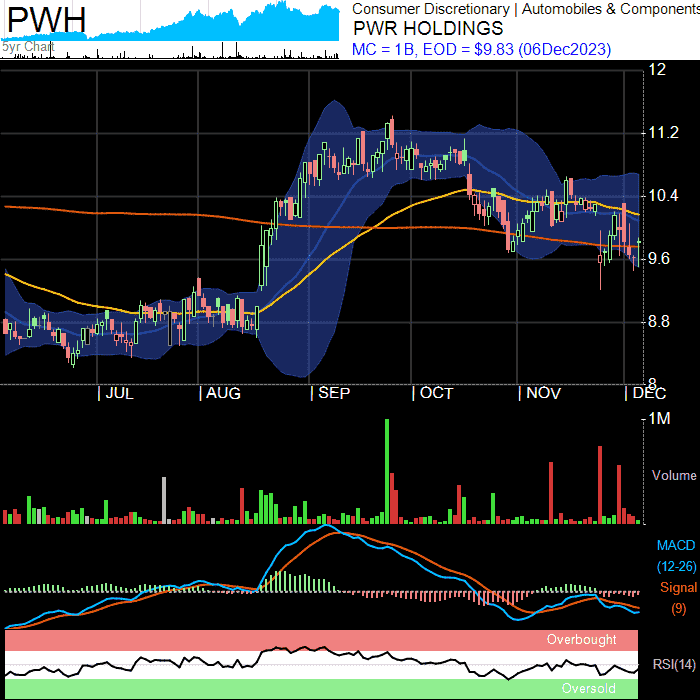 PWH
5yr Chart
Consumer Discretionary | Automobiles & Components
PWR HOLDINGS
MC = 1B, EOD = $9.83 (06Dec2023)
12
11.2
10.4
9.6
8.8
8
| JUL
| AUG
| SEP
| OCT
| NOV
| DEC
1M
Volume
MACD
(12-26)
Signal
(9)
Overbought
RSI(14)
Oversold